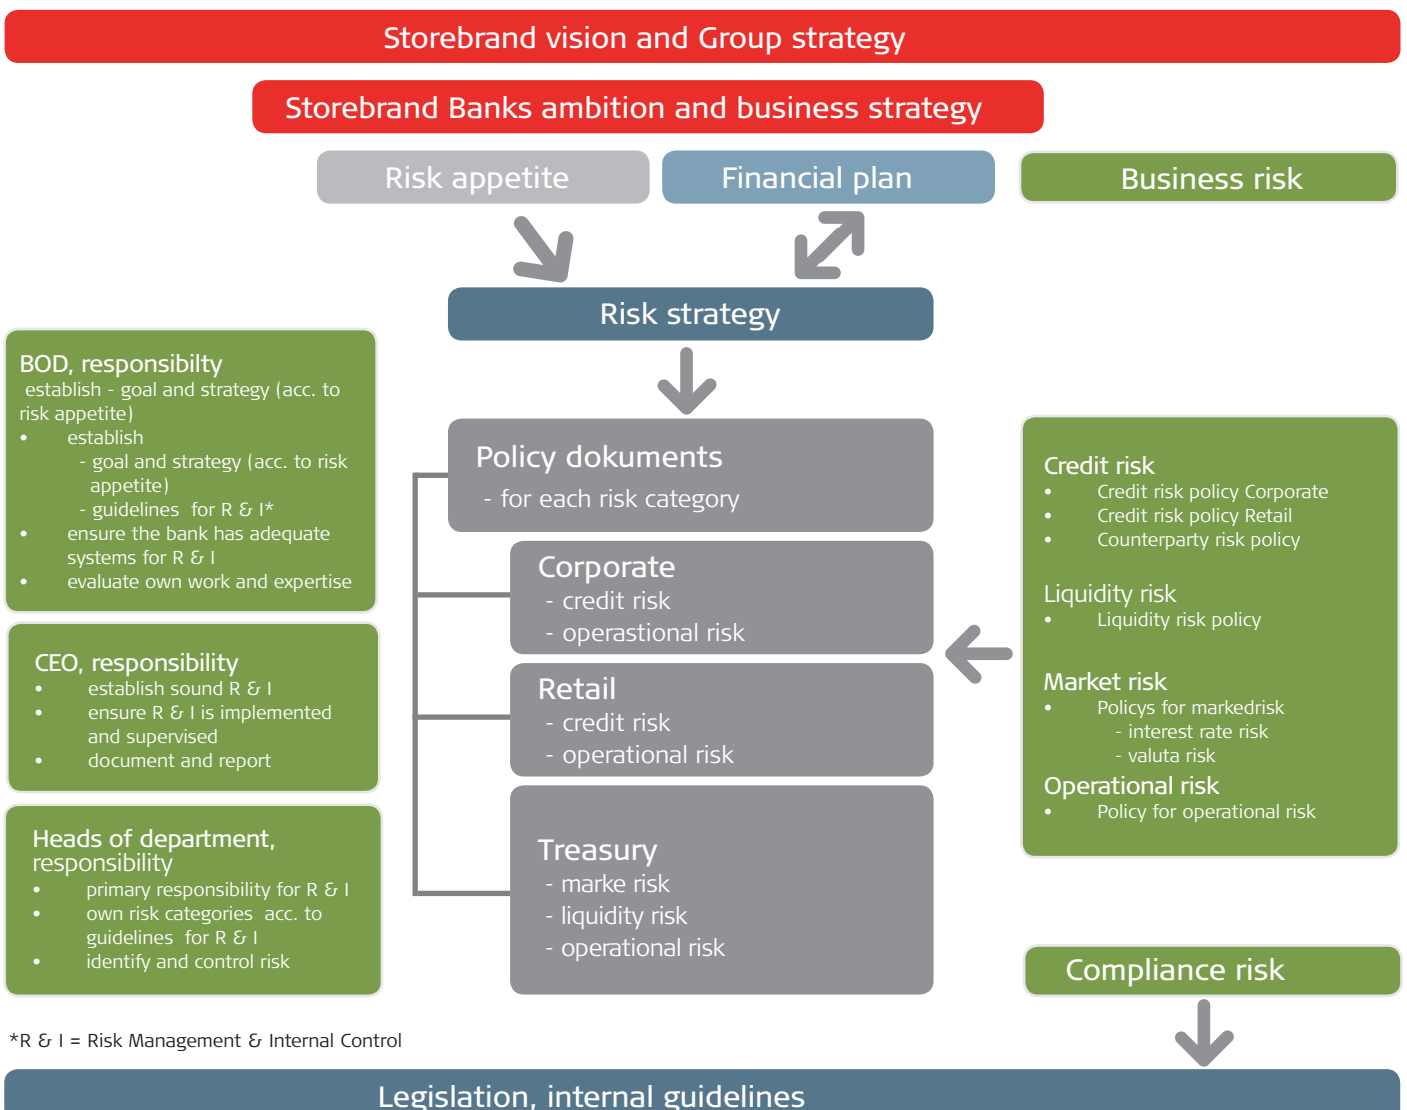 Storebrand vision and Group strategy
Storebrand Banks ambition and business strategy
Risk appetite
Financial plan
Business risk
Risk strategy
BOD, responsibilty
establish - goal and strategy (acc. to
risk appetite)
• establish
- goal and strategy (acc. to risk
appetite)
- guidelines for R & I*
• ensure the bank has adequate
systems for R & I
• evaluate own work and expertise
CEO, responsibility
• establish sound R & I
• ensure R & I is implemented
and supervised
• document and report
Heads of department,
responsibility
• primary responsibility for R & I
• own risk categories acc. to
guidelines for R & I
• identify and control risk
Policy dokuments
- for each risk category
Corporate
- credit risk
- operastional risk
Retail
- credit risk
- operational risk
Treasury
- marke risk
- liquidity risk
- operational risk
Credit risk
• Credit risk policy Corporate
• Credit risk policy Retail
• Counterparty risk policy
Liquidity risk
• Liquidity risk policy
Market risk
• Policys for markedrisk
- interest rate risk
- valuta risk
Operational risk
• Policy for operational risk
Compliance risk
*R & I = Risk Management & Internal Control
Legislation, internal guidelines